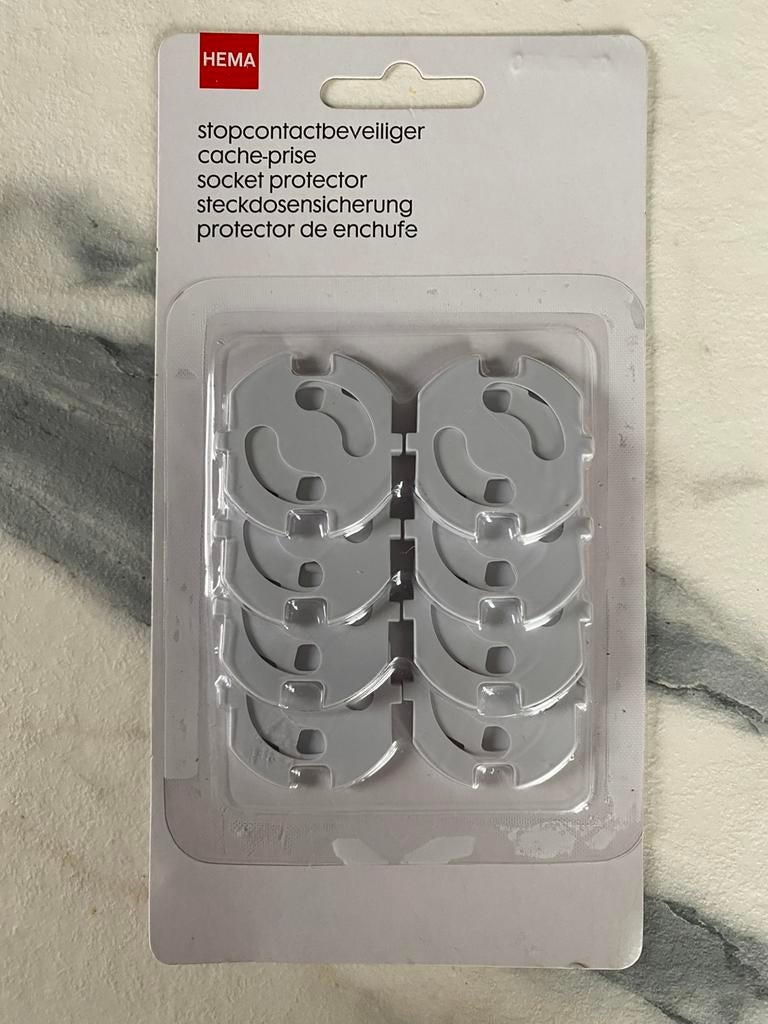 HEMA
stopcontactbeveiliger
cache-prise
socket protector
steckdosensicherung
protector de enchufe